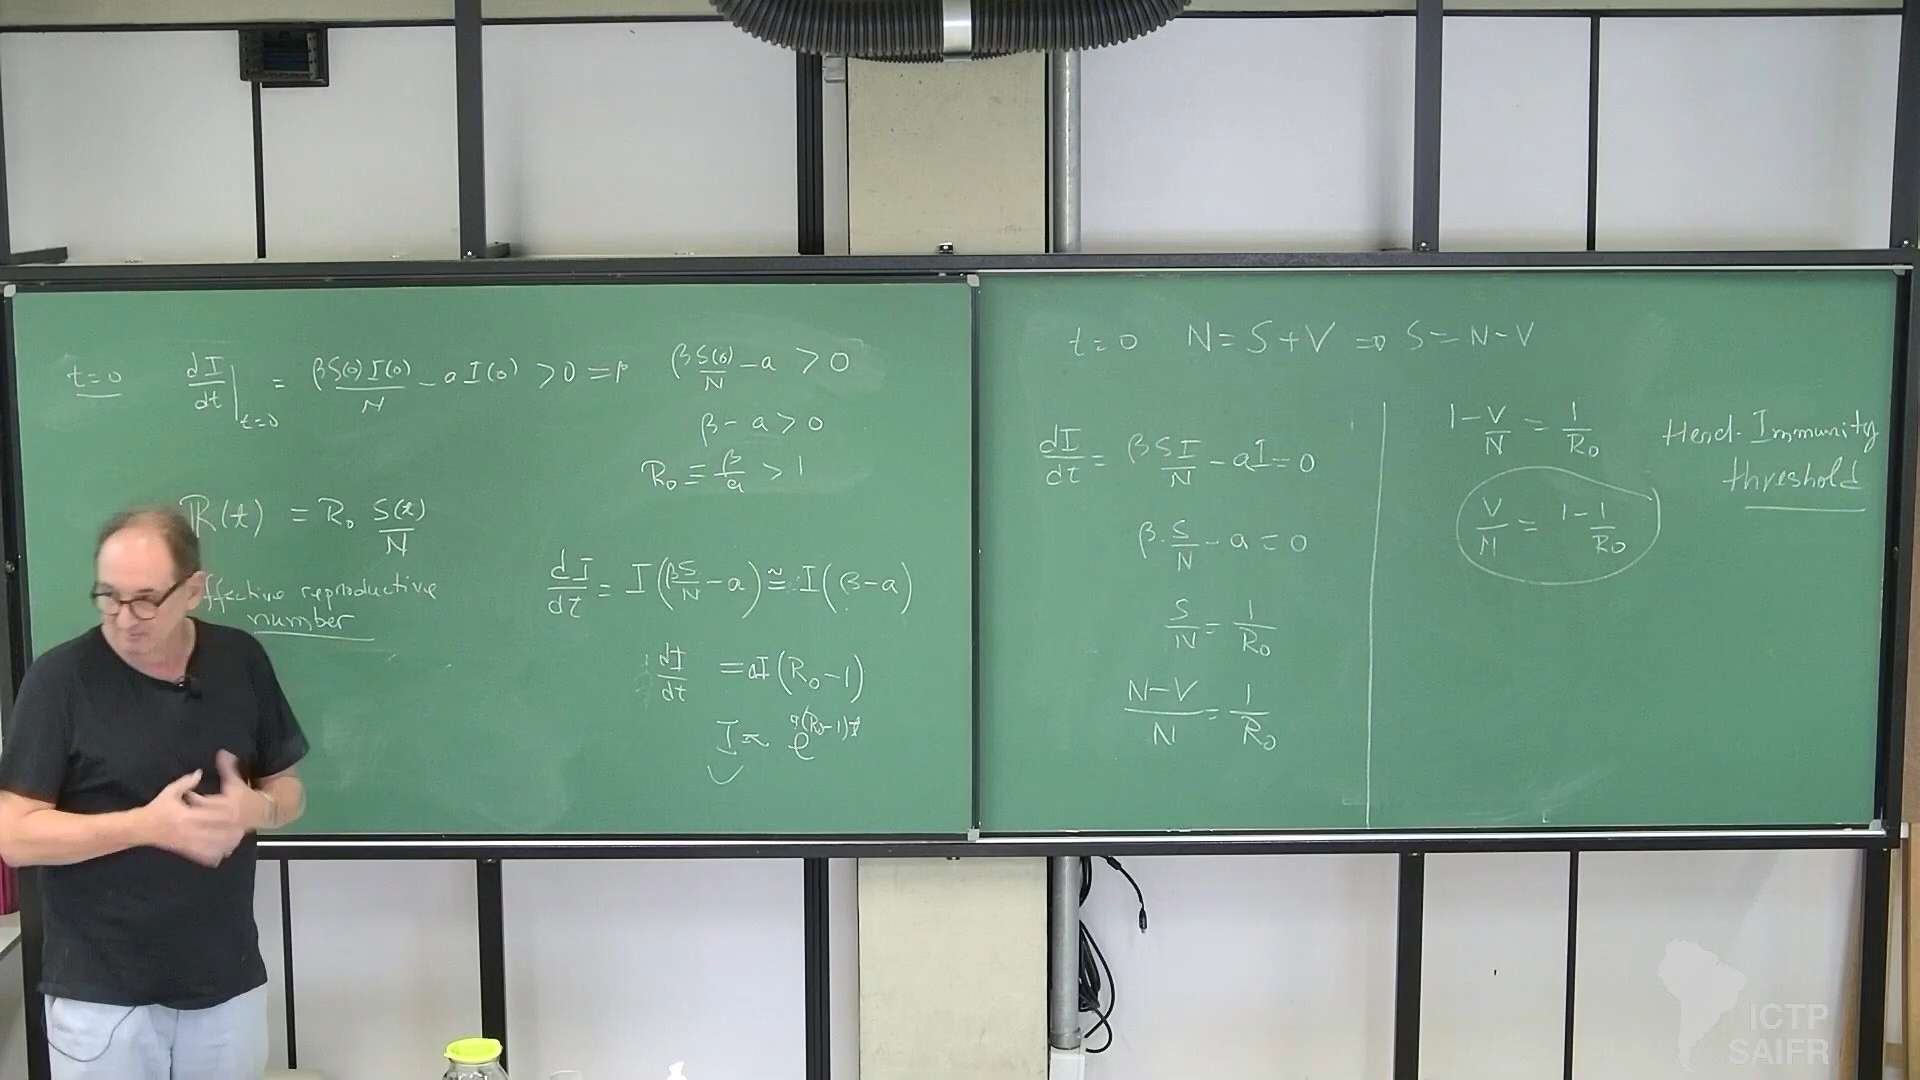 t=0 dI/dt|t=0 = βS(0)I(0)/N - aI(0) > 0 ⇒ βS(0)/N - a > 0
β - a > 0
R₀ ≡ β/a > 1
R(t) = R₀ S(t)/N
effective reproductive
number
dI/dt = I(βS/N - a) ≅ I(β - a)
dI/dt = aI(R₀ - 1)
I ≈ e^a(R₀-1)t
t=0 N = S + V ⇒ S = N - V
dI/dt = βSI/N - aI = 0
β·S/N - a = 0
S/N = 1/R₀
N-V/N = 1/R₀
1 - V/N = 1/R₀
V/N = 1 - 1/R₀
Herd-Immunity
threshold
ICTP
SAIFR